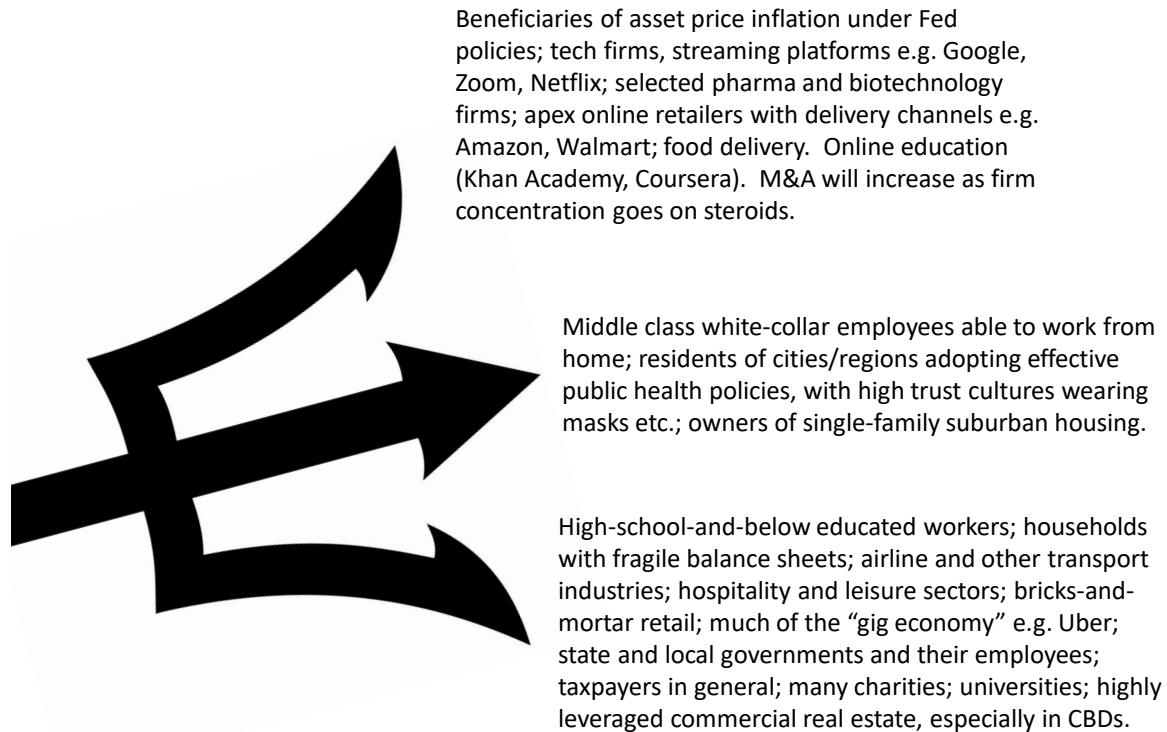 Beneficiaries of asset price inflation under Fed
policies; tech firms, streaming platforms e.g. Google,
Zoom, Netflix; selected pharma and biotechnology
firms; apex online retailers with delivery channels e.g.
Amazon, Walmart; food delivery.  Online education
(Khan Academy, Coursera).  M&A will increase as firm
concentration goes on steroids.
Middle class white-collar employees able to work from
home; residents of cities/regions adopting effective
public health policies, with high trust cultures wearing
masks etc.; owners of single-family suburban housing.
High-school-and-below educated workers; households
with fragile balance sheets; airline and other transport
industries; hospitality and leisure sectors; bricks-and-
mortar retail; much of the “gig economy” e.g. Uber;
state and local governments and their employees;
taxpayers in general; many charities; universities; highly
leveraged commercial real estate, especially in CBDs.